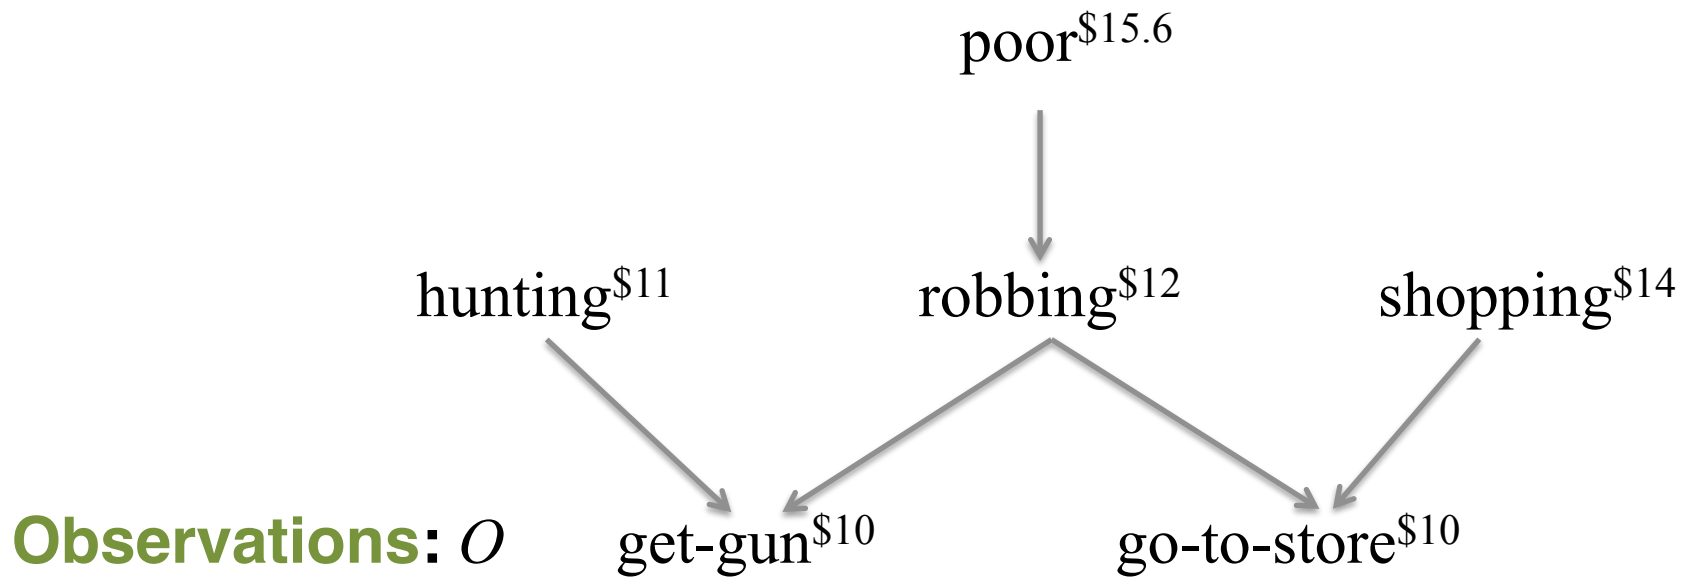 poor$15.6
hunting$11 robbing$12 shopping$14
Observations: O get-gun$10 go-to-store$10